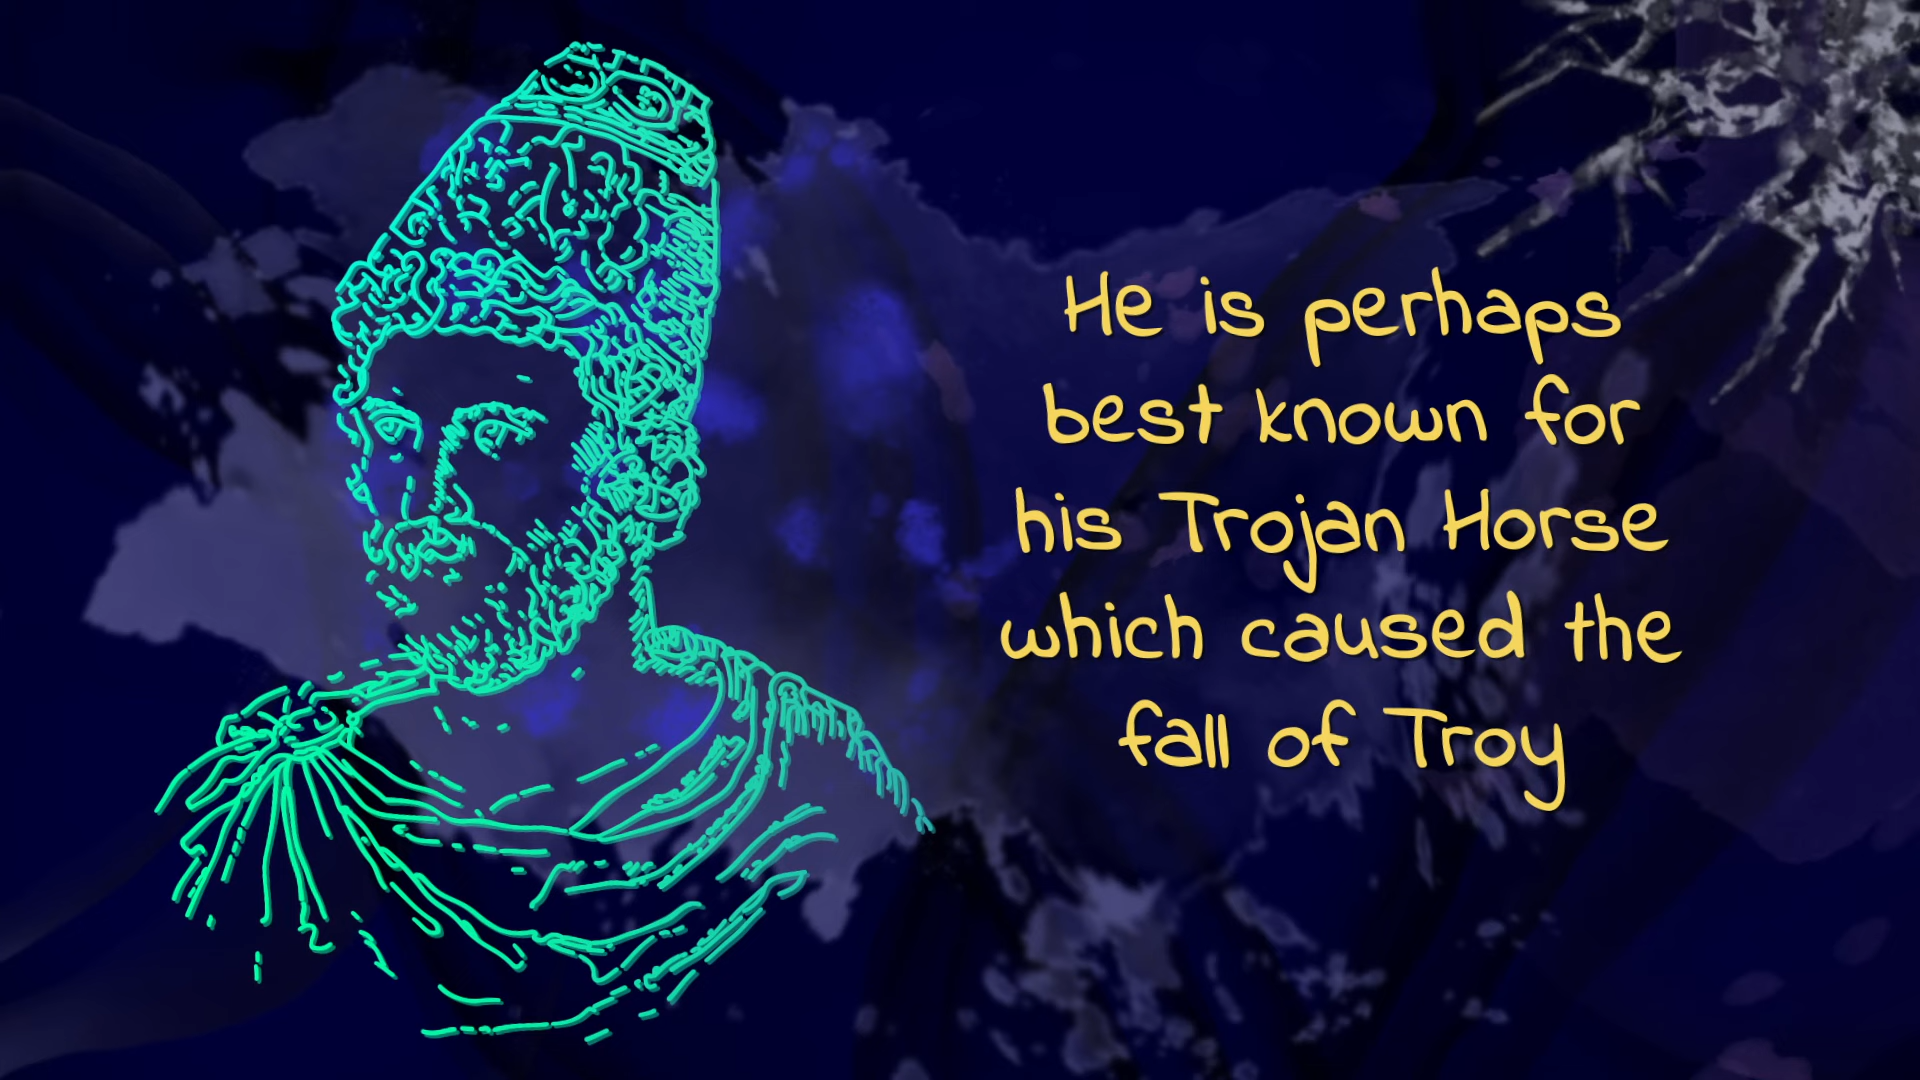 He is perhaps
best known for
his Trojan Horse
which caused the
fall of Troy